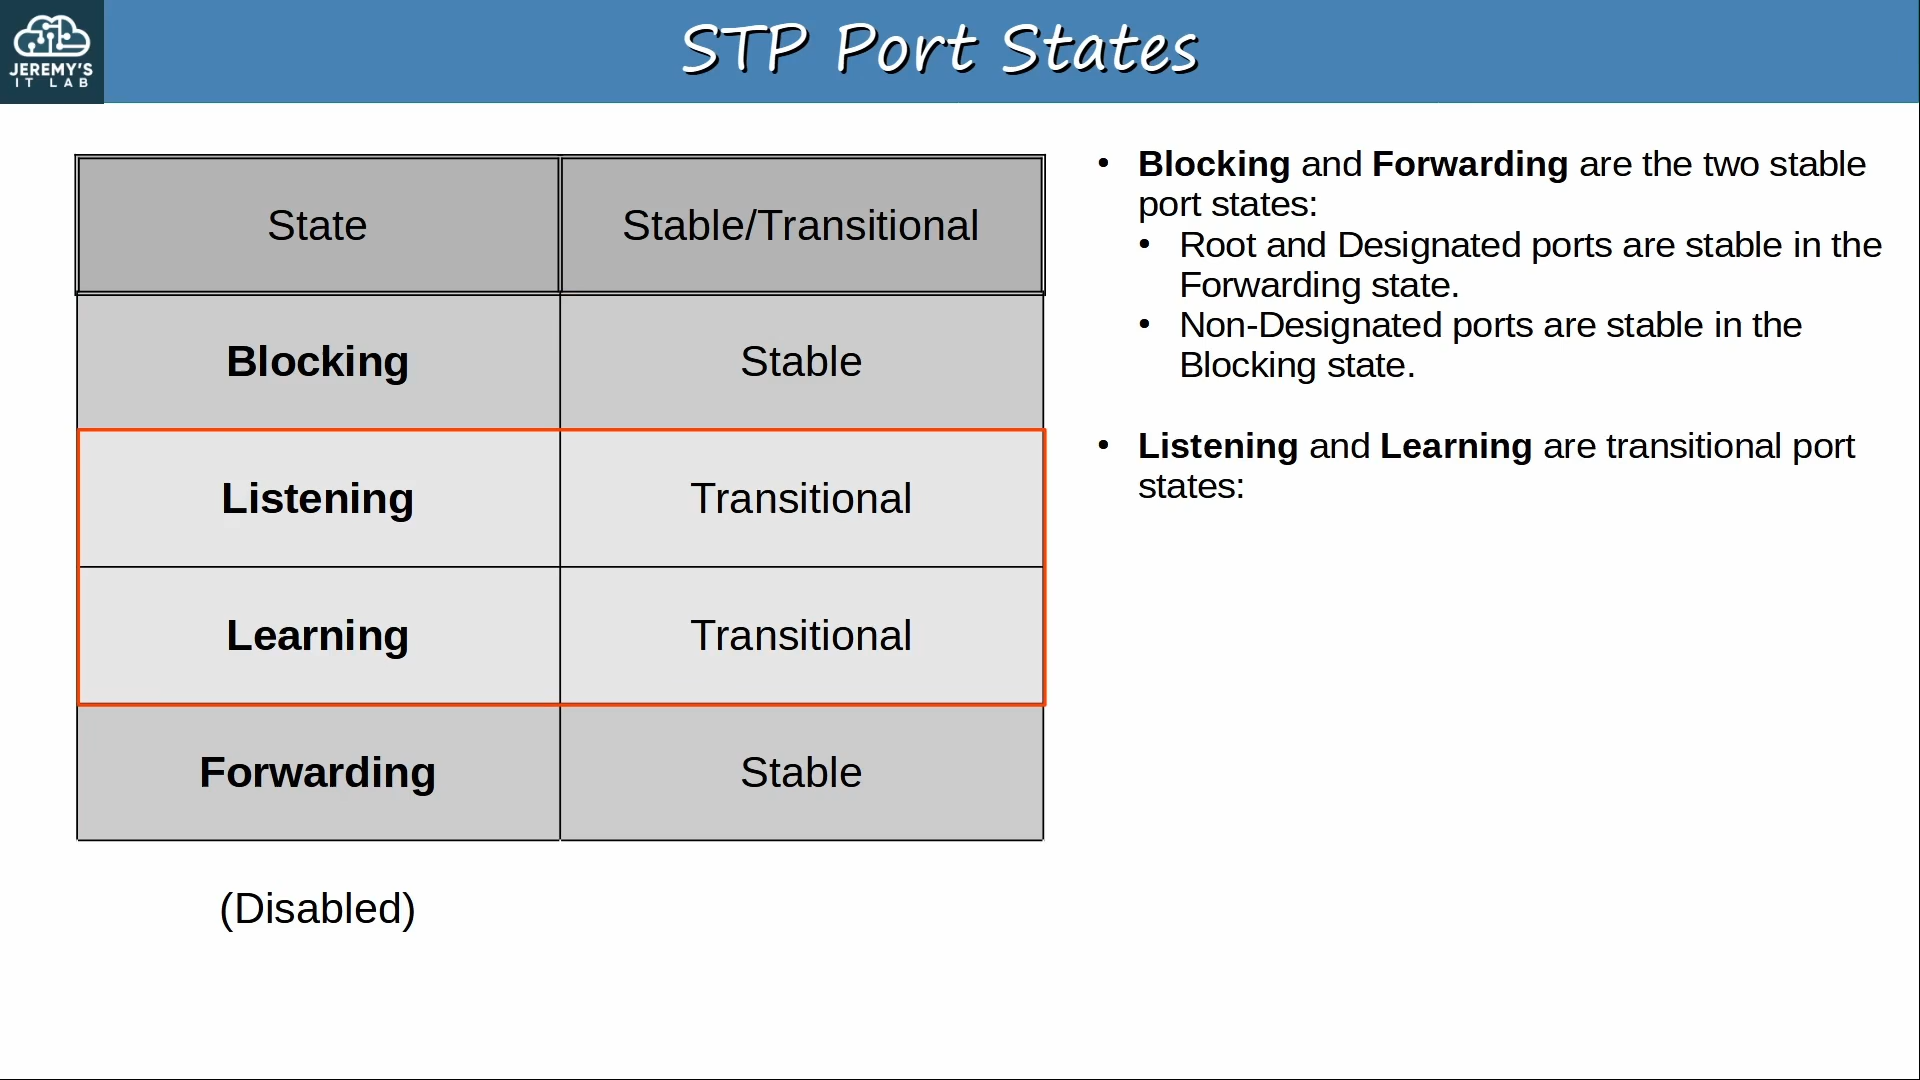 JEREMY'S
IT LAB
STP Port States
State Stable/Transitional
Blocking Stable
Listening Transitional
Learning Transitional
Forwarding Stable
(Disabled)
• Blocking and Forwarding are the two stable
port states:
• Root and Designated ports are stable in the
Forwarding state.
• Non-Designated ports are stable in the
Blocking state.
• Listening and Learning are transitional port
states: